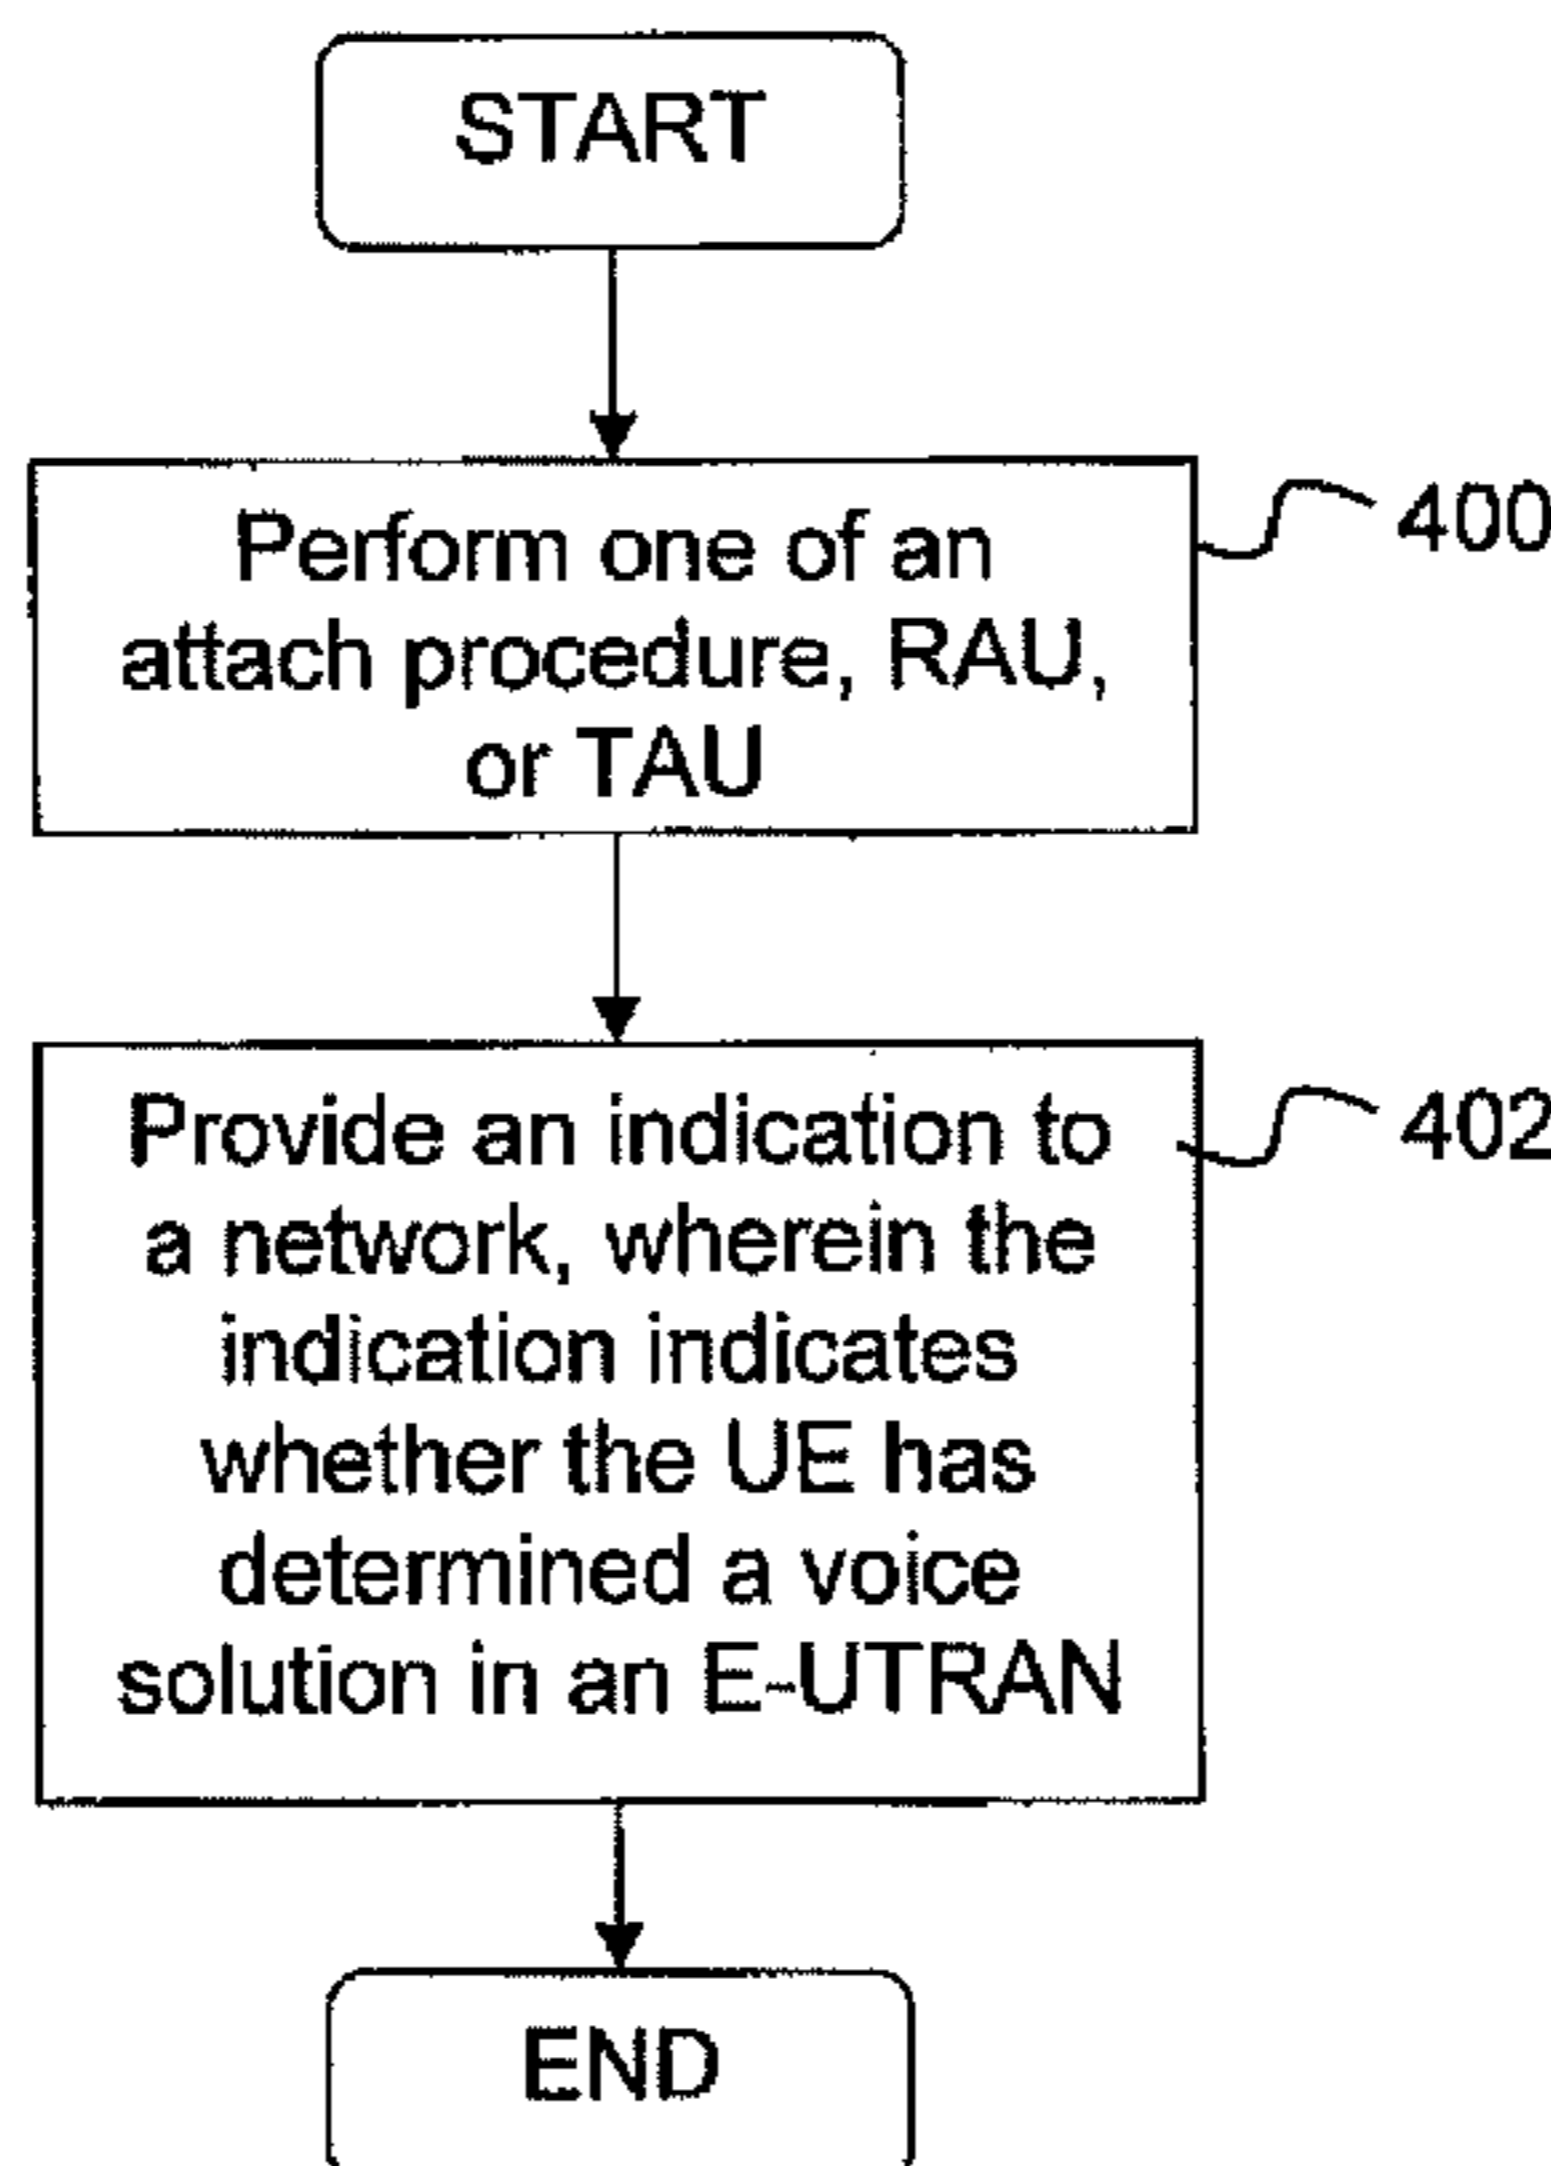 START
Perform one of an
attach procedure, RAU,
or TAU
400
Provide an indication to
a network, wherein the
indication indicates
whether the UE has
determined a voice
solution in an E-UTRAN
402
END